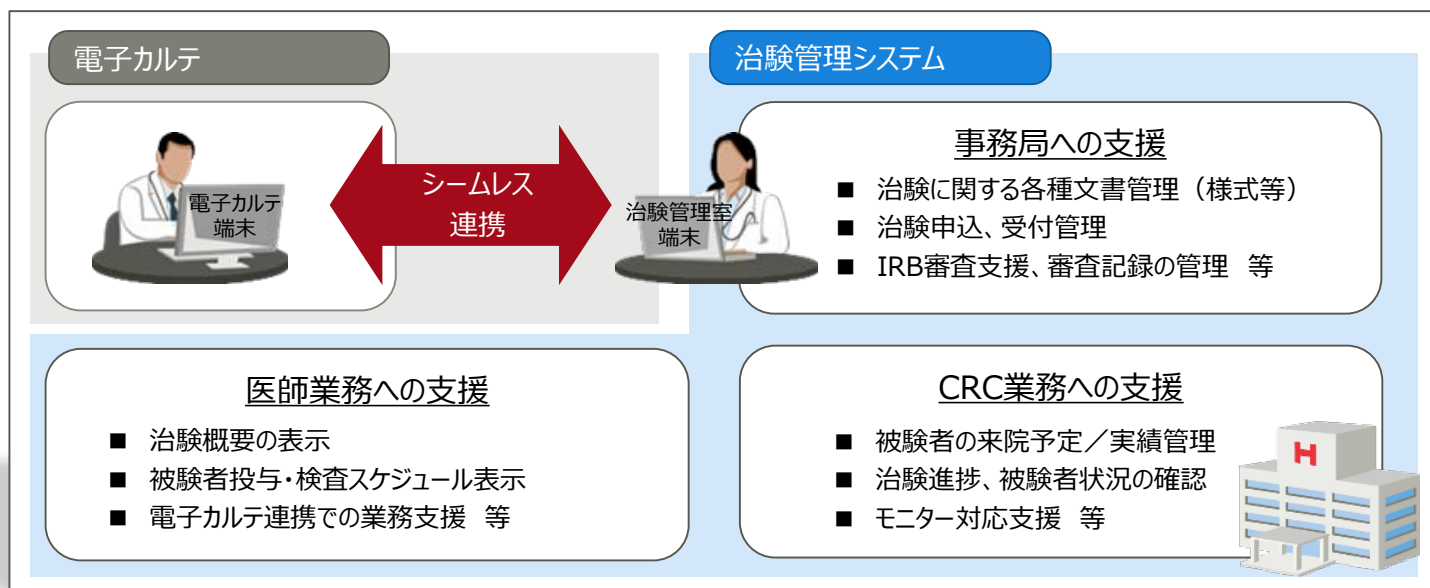 電子カルテ
治験管理システム
電子カルテ
端末
シームレス
連携
治験管理室
端末
事務局への支援
■ 治験に関する各種文書管理（様式等）
■ 治験申込、受付管理
■ IRB審査支援、審査記録の管理 等
医師業務への支援
■ 治験概要の表示
■ 被験者投与・検査スケジュール表示
■ 電子カルテ連携での業務支援 等
CRC業務への支援
■ 被験者の来院予定／実績管理
■ 治験進捗、被験者状況の確認
■ モニター対応支援 等
H